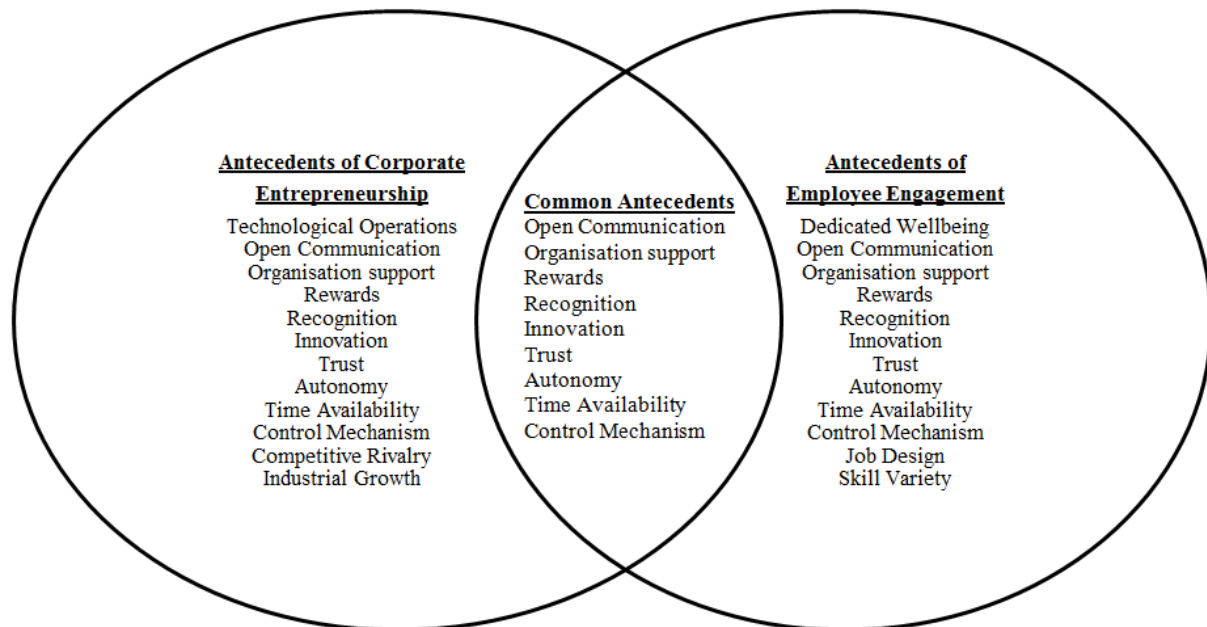 Antecedents of Corporate
Entrepreneurship
Technological Operations
Open Communication
Organisation support
Rewards
Recognition
Innovation
Trust
Autonomy
Time Availability
Control Mechanism
Competitive Rivalry
Industrial Growth
Common Antecedents
Open Communication
Organisation support
Rewards
Recognition
Innovation
Trust
Autonomy
Time Availability
Control Mechanism
Antecedents of
Employee Engagement
Dedicated Wellbeing
Open Communication
Organisation support
Rewards
Recognition
Innovation
Trust
Autonomy
Time Availability
Control Mechanism
Job Design
Skill Variety